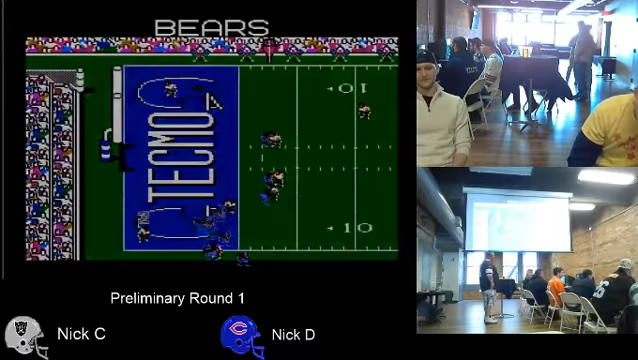 BEARS
10
TECMO
10
Preliminary Round 1
Nick C
Nick D